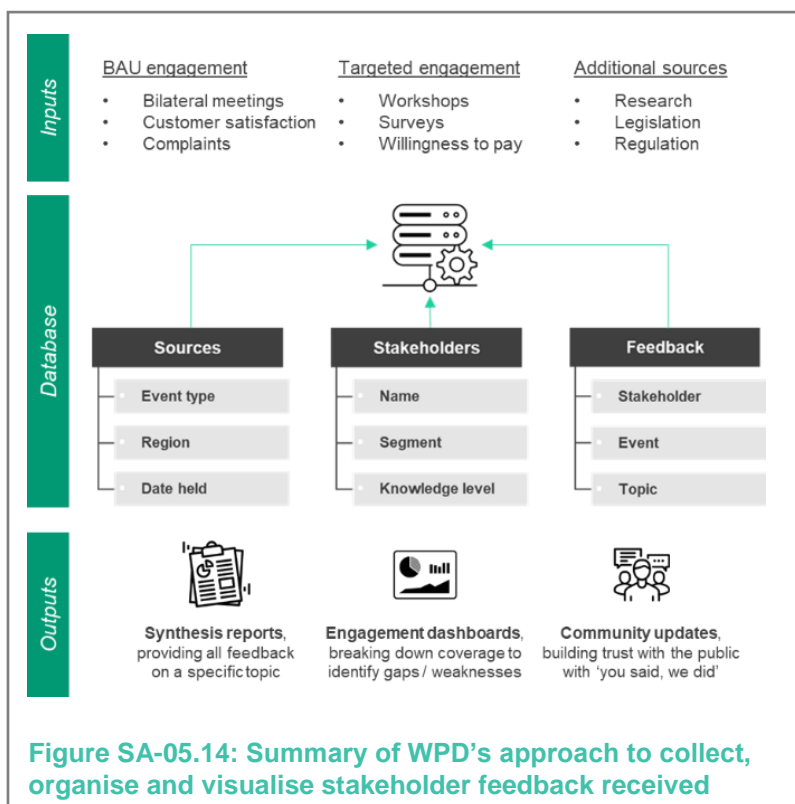 Inputs
BAU engagement
• Bilateral meetings
• Customer satisfaction
• Complaints
Targeted engagement
• Workshops
• Surveys
• Willingness to pay
Additional sources
• Research
• Legislation
• Regulation
Database
Sources
Event type
Region
Date held
Stakeholders
Name
Segment
Knowledge level
Feedback
Stakeholder
Event
Topic
Outputs
Synthesis reports,
providing all feedback
on a specific topic
Engagement dashboards,
breaking down coverage to
identify gaps / weaknesses
Community updates,
building trust with the public
with ‘you said, we did’
Figure SA-05.14: Summary of WPD’s approach to collect,
organise and visualise stakeholder feedback received